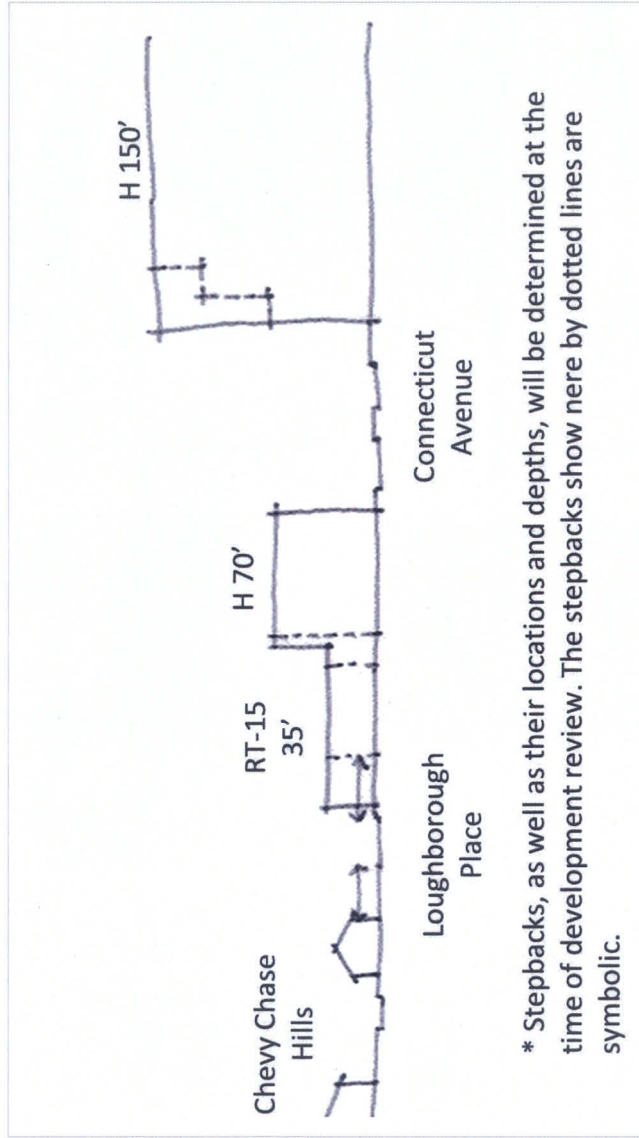 Chevy Chase
Hills
RT-15
35’
H 70’
H 150’
Loughborough
Place
Connecticut
Avenue
* Stepbacks, as well as their locations and depths, will be determined at the
time of development review. The stepbacks show nere by dotted lines are
symbolic.